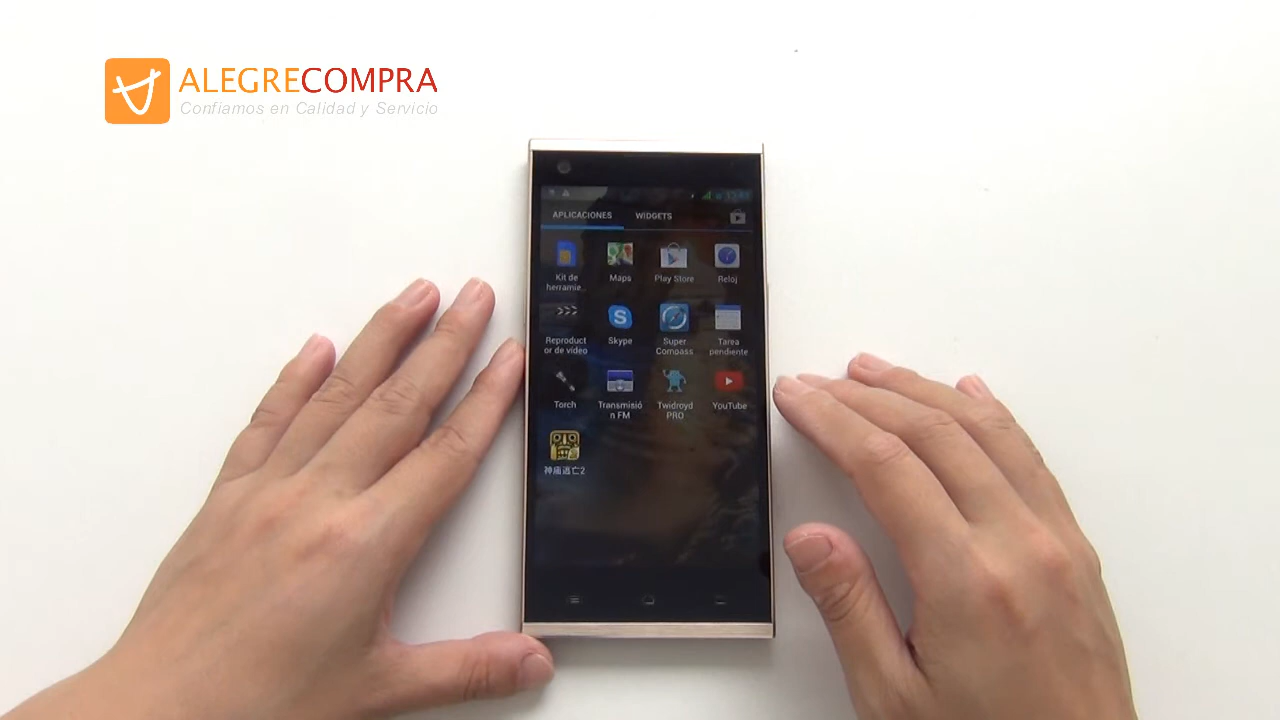 ALEGRECOMPRA
Confiamos en Calidad y Servicio
APLICACIONES WIDGETS
Kit de herramie... Maps Play Store Reloj
Reproduct or de vídeo Skype Super Compass Tarea pendiente
Torch Transmisió n FM Twidroyd PRO YouTube
神庙逃亡2